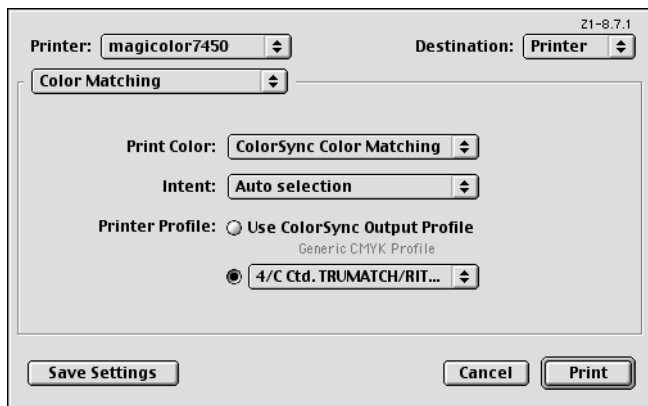 Z1-8.7.1
Printer: magicolor7450 Destination: Printer
Color Matching
Print Color: ColorSync Color Matching
Intent: Auto selection
Printer Profile: Use ColorSync Output Profile
Generic CMYK Profile
4/C Ctd. TRUMATCH/RIT...
Save Settings Cancel Print